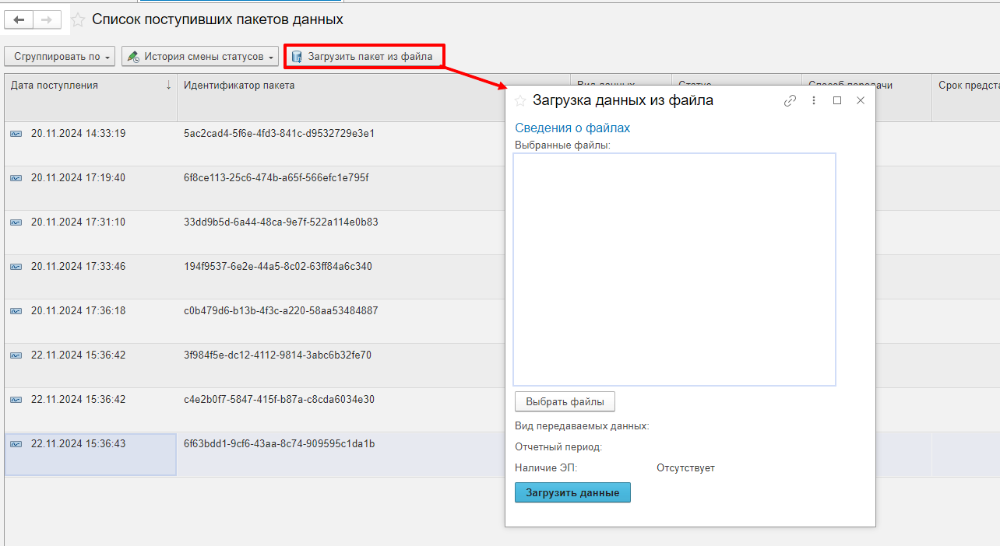 Список поступивших пакетов данных
Сгруппировать по
История смены статусов
Загрузить пакет из файла
Дата поступления ↓
Идентификатор пакета
Вид данных
Статус
Способ передачи
Срок предста
20.11.2024 14:33:19 5ac2cad4-5f6e-4fd3-841c-d9532729e3e1
20.11.2024 17:19:40 6f8ce113-25c6-474b-a65f-566efc1e795f
20.11.2024 17:31:10 33dd9b5d-6a44-48ca-9e7f-522a114e0b83
20.11.2024 17:33:46 194f9537-6e2e-44a5-8c02-63ff84a6c340
20.11.2024 17:36:18 c0b479d6-b13b-4f3c-a220-58aa53484887
22.11.2024 15:36:42 3f984f5e-dc12-4112-9814-3abc6b32fe70
22.11.2024 15:36:42 c4e2b0f7-5847-415f-b87a-c8cda6034e30
22.11.2024 15:36:43 6f63bdd1-9cf6-43aa-8c74-909595c1da1b
Загрузка данных из файла
Сведения о файлах
Выбранные файлы:
Выбрать файлы
Вид передаваемых данных:
Отчетный период:
Наличие ЭП: Отсутствует
Загрузить данные